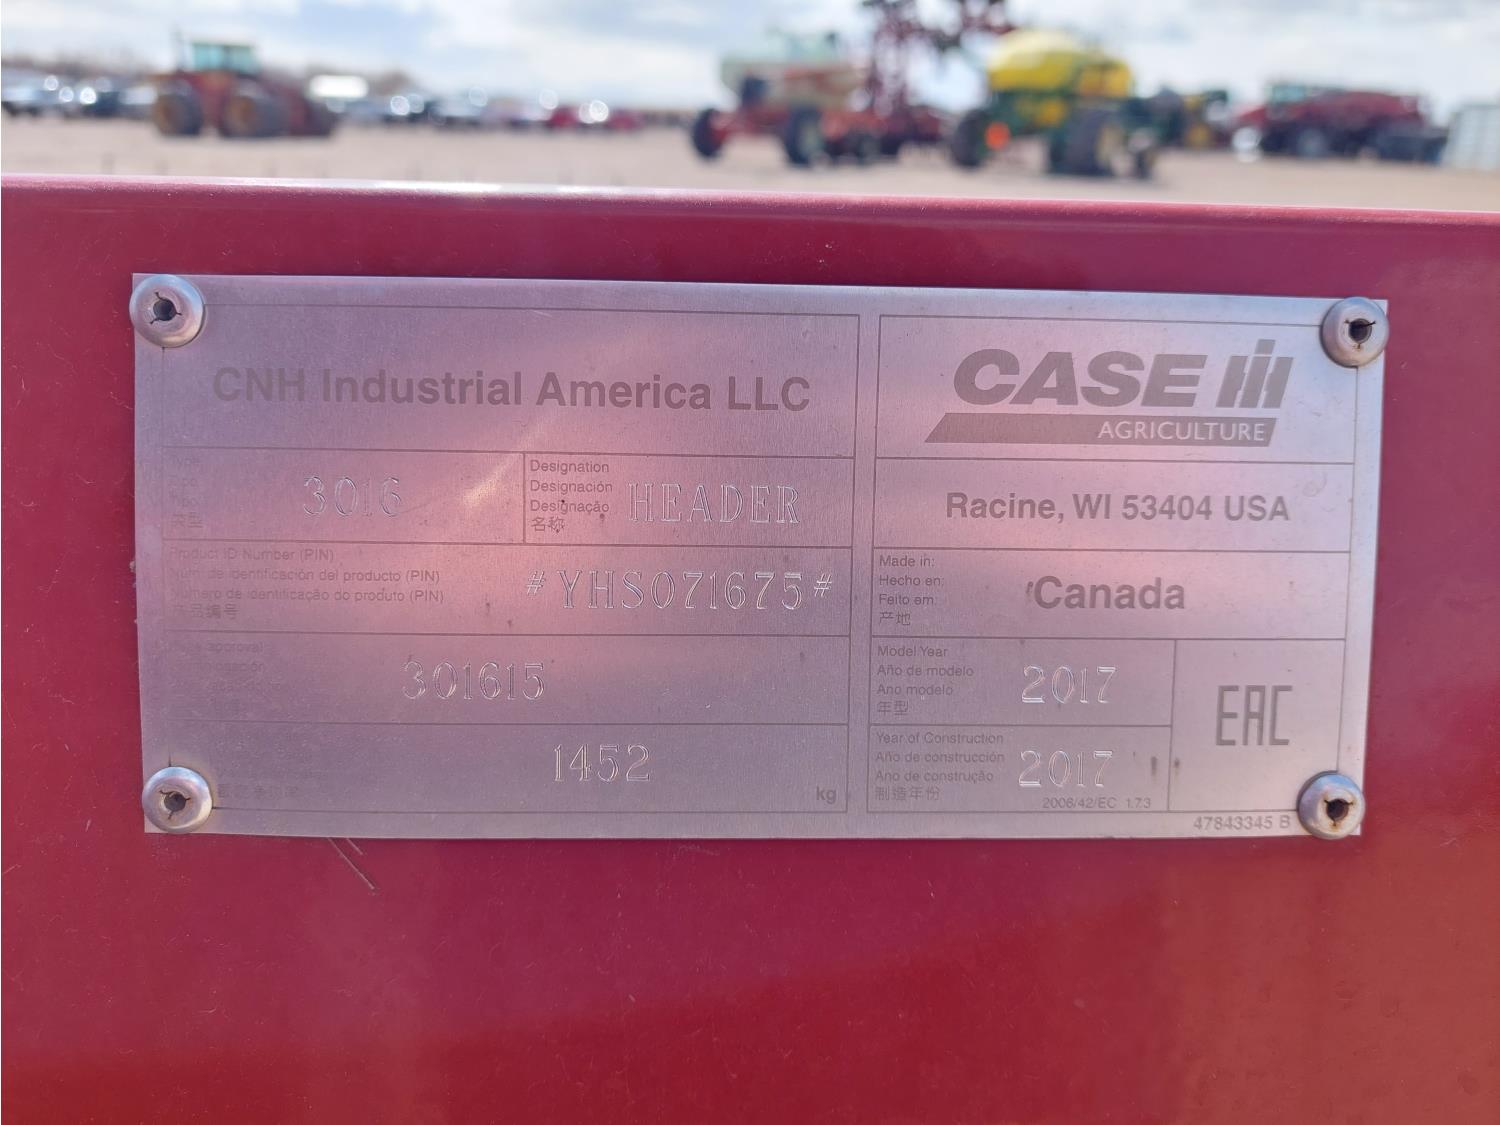 CNH Industrial America LLC
CASE IH
AGRICULTURE
3016
Designation
Designación
Designação
名称
HEADER
Racine, WI 53404 USA
Product ID Number (PIN)
Num de identificación del producto (PIN)
Número de identificação do produto (PIN)
产品编号
#YHS071675#
Made in:
Hecho en:
Feito em:
产地
Canada
301615
Model Year
Año de modelo
Ano modelo
年型
2017
EAC
1452
kg
Year of Construction
Año de construcción
Ano de construção
制造年份
2017
2006/42/EC 1.7.3
47843345 B